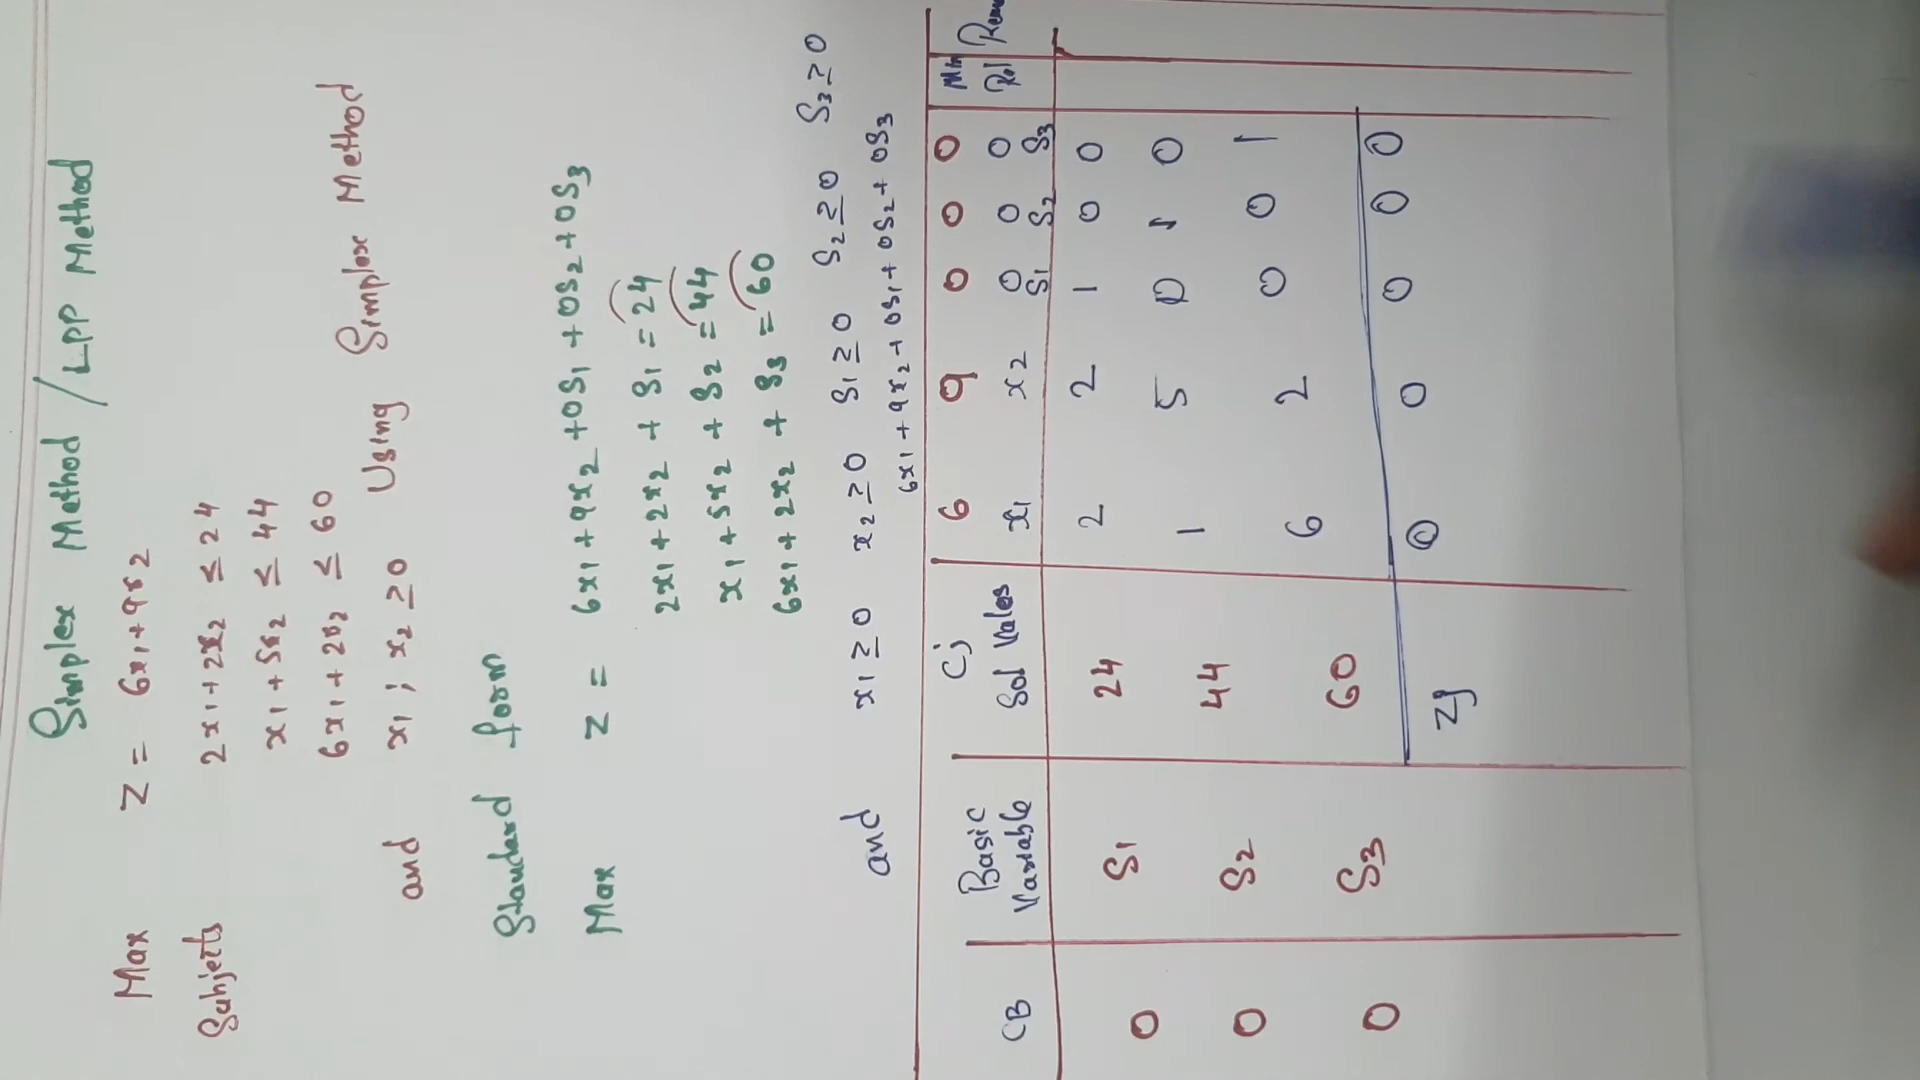 Simplex Method / LPP Method
Max Z = 6x1 + 9x2
Subjects 2x1 + 2x2 ≤ 24
x1 + 5x2 ≤ 44
6x1 + 2x2 ≤ 60
and x1 ; x2 ≥ 0 Using Simplex Method
Standard form
Max Z = 6x1 + 9x2 + 0S1 + 0S2 + 0S3
2x1 + 2x2 + S1 = 24
x1 + 5x2 + S2 = 44
6x1 + 2x2 + S3 = 60
and x1 ≥ 0 x2 ≥ 0 S1 ≥ 0 S2 ≥ 0 S3 ≥ 0
6x1 + 9x2 + 0S1 + 0S2 + 0S3
Cj 6 9 0 0 0 Min
0 0 0
CB Basic Variable Sol Vales x1 x2 S1 S2 S3
0 S1 24 2 2 1 0 0
0 S2 44 1 5 0 1 0
0 S3 60 6 2 0 0 1
Zj 0 0 0 0 0